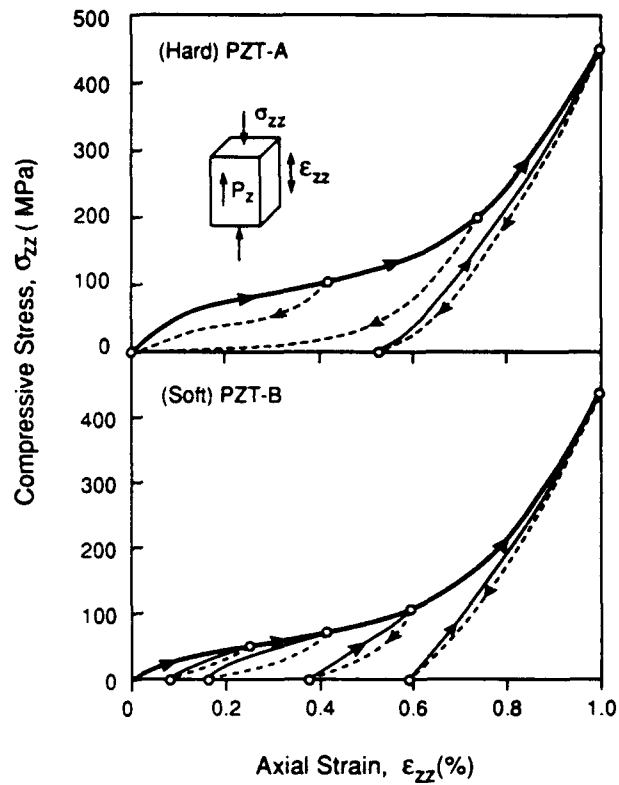 500
(Hard) PZT-A
400
σzz
300
εzz
Pz
200
100
0
Compressive Stress, σzz ( MPa)
(Soft) PZT-B
400
300
200
100
0
0 0.2 0.4 0.6 0.8 1.0
Axial Strain, εzz(%)